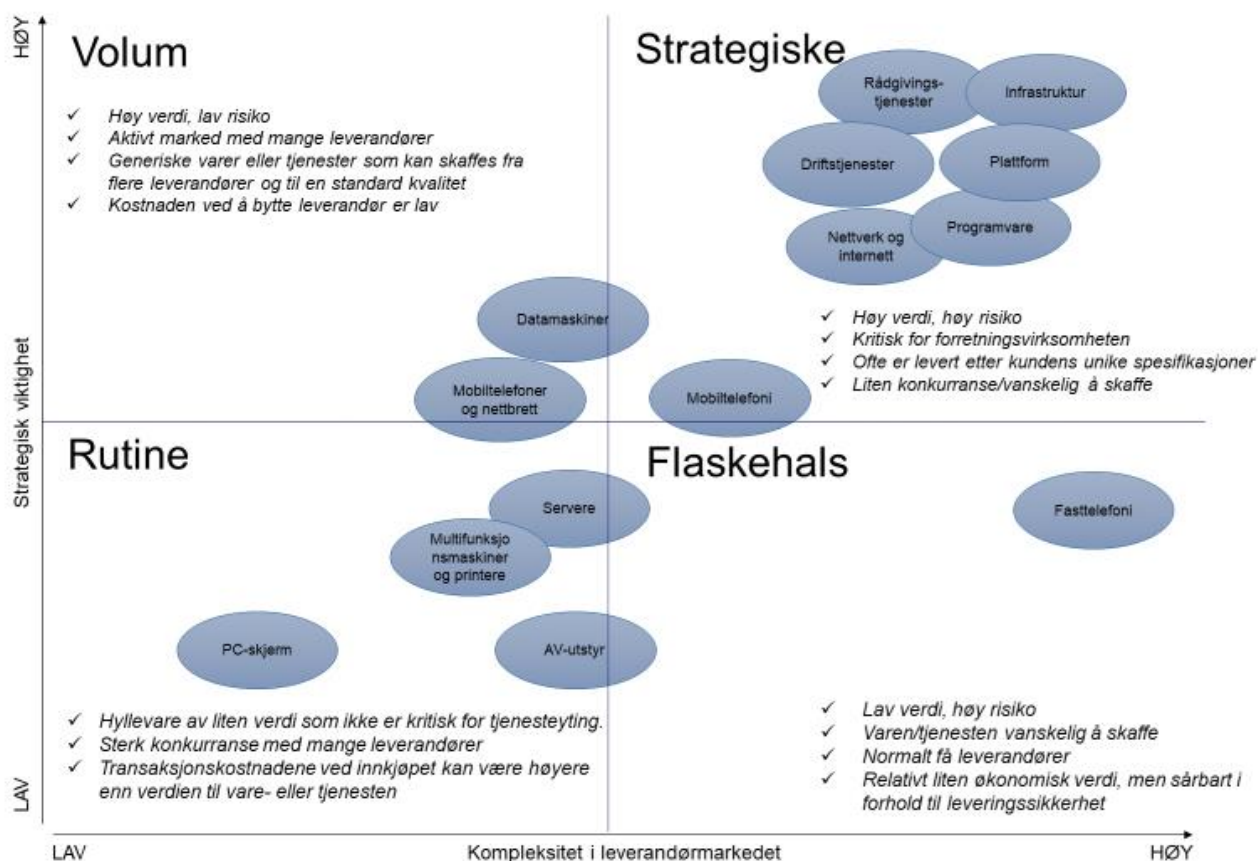 HØY
Strategisk viktighet
LAV
Volum
✓ Høy verdi, lav risiko
✓ Aktivt marked med mange leverandører
✓ Generiske varer eller tjenester som kan skaffes fra
flere leverandører og til en standard kvalitet
✓ Kostnaden ved å bytte leverandør er lav
Datamaskiner
Mobiltelefoner
og nettbrett
Strategiske
Rådgivings-
tjenester
Infrastruktur
Driftstjenester
Plattform
Nettverk og
internett
Programvare
✓ Høy verdi, høy risiko
✓ Kritisk for forretningsvirksomheten
✓ Ofte er levert etter kundens unike spesifikasjoner
✓ Liten konkurranse/vanskelig å skaffe
Mobiltelefoni
Rutine
Servere
Multifunksjo
nsmaskiner
og printere
PC-skjerm
AV-utstyr
✓ Hyllevare av liten verdi som ikke er kritisk for tjenesteyting.
✓ Sterk konkurranse med mange leverandører
✓ Transaksjonskostnadene ved innkjøpet kan være høyere
enn verdien til vare- eller tjenesten
Flaskehals
Fasttelefoni
✓ Lav verdi, høy risiko
✓ Varen/tjenesten vanskelig å skaffe
✓ Normalt få leverandører
✓ Relativt liten økonomisk verdi, men sårbart i
forhold til leveringssikkerhet
LAV
Kompleksitet i leverandørmarkedet
HØY